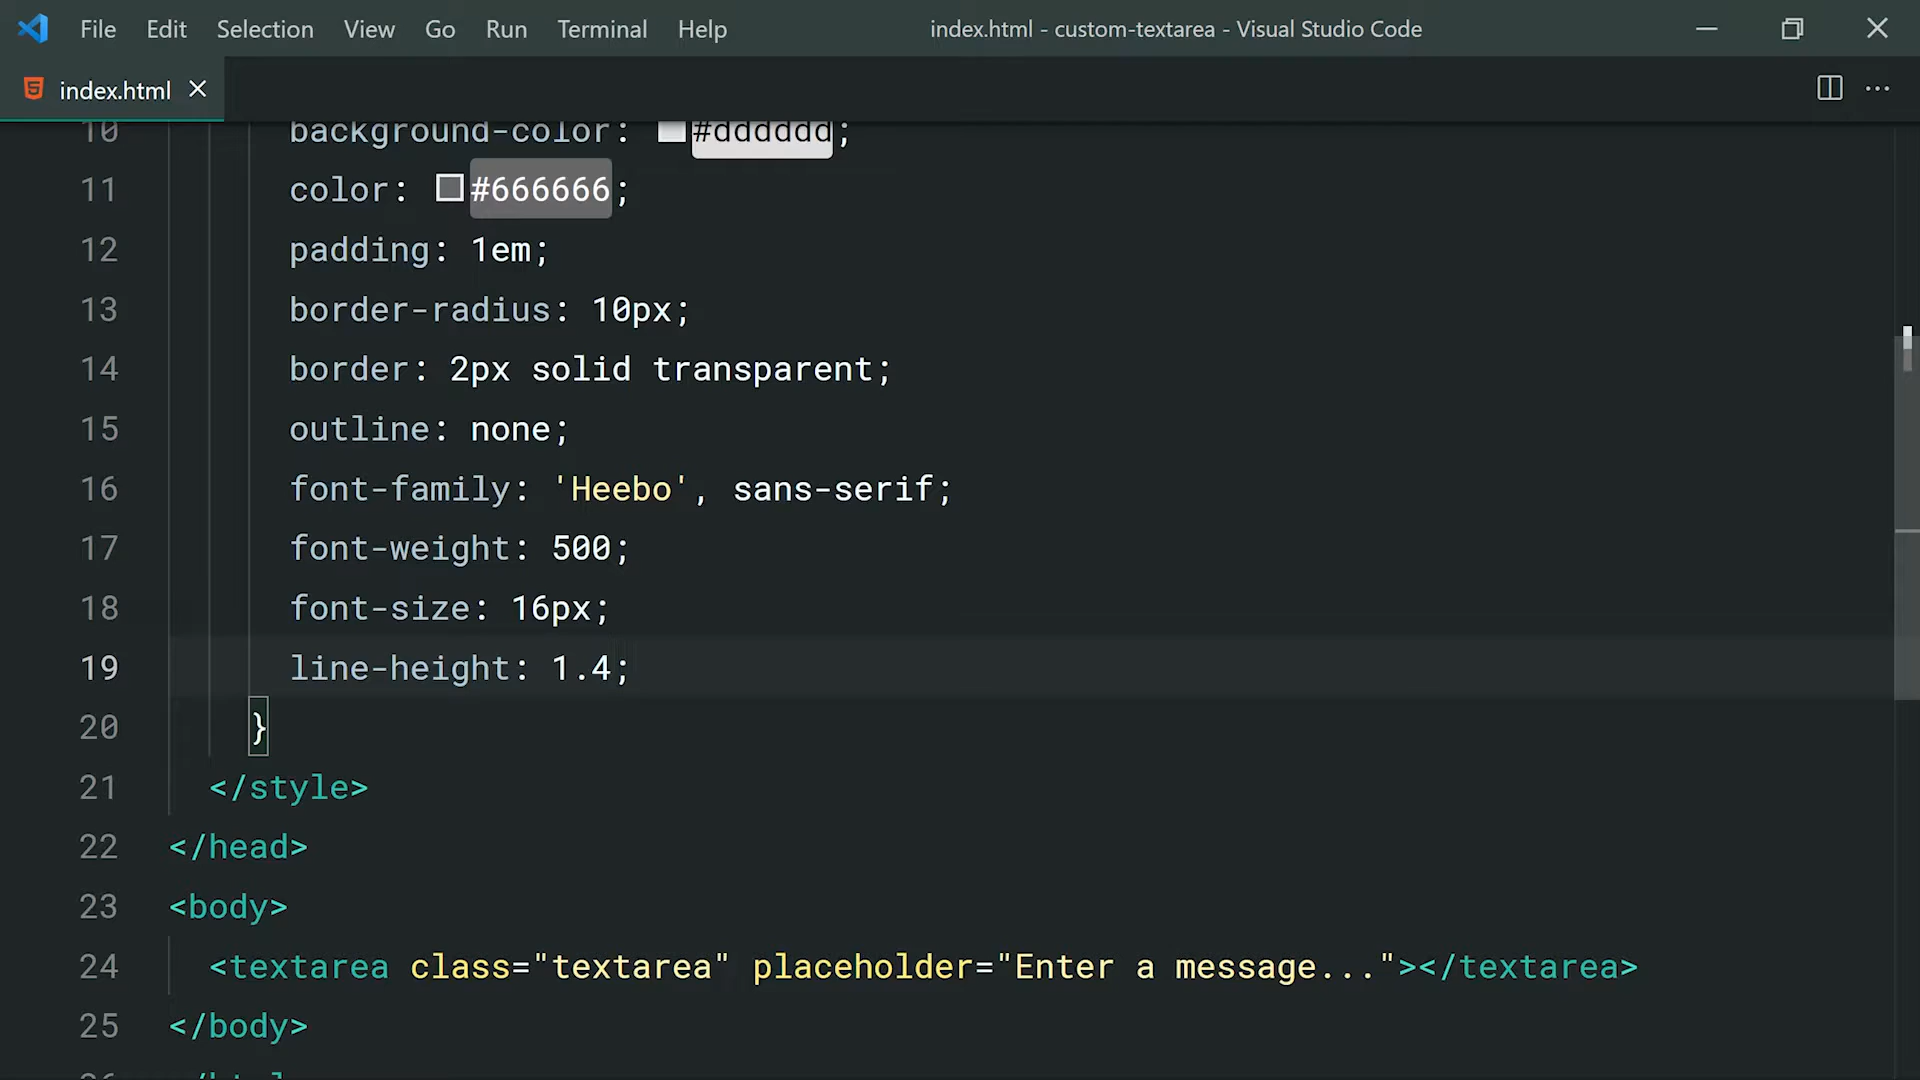 File Edit Selection View Go Run Terminal Help index.html - custom-textarea - Visual Studio Code
index.html
10 background-color: #dddddd;
11 color: #666666;
12 padding: 1em;
13 border-radius: 10px;
14 border: 2px solid transparent;
15 outline: none;
16 font-family: 'Heebo', sans-serif;
17 font-weight: 500;
18 font-size: 16px;
19 line-height: 1.4;
20 }
21 </style>
22 </head>
23 <body>
24 <textarea class="textarea" placeholder="Enter a message..."></textarea>
25 </body>